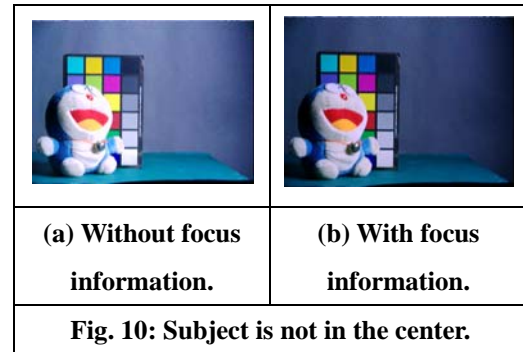 (a) Without focus
information.
(b) With focus
information.
Fig. 10: Subject is not in the center.